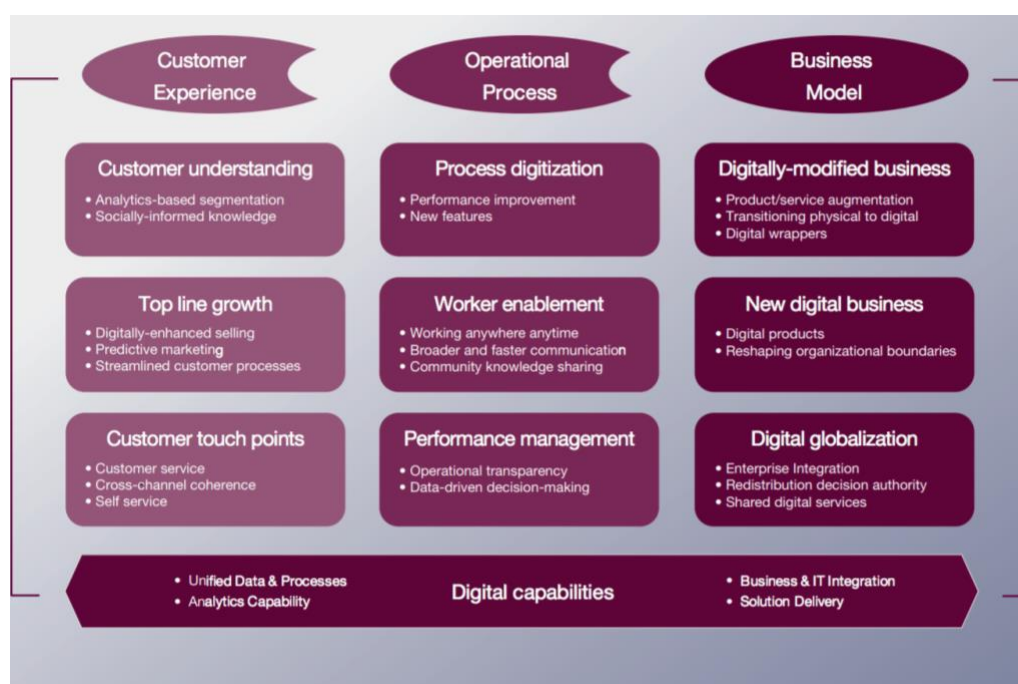 Customer
Experience
Operational
Process
Business
Model
Customer understanding
• Analytics-based segmentation
• Socially-informed knowledge
Process digitization
• Performance improvement
• New features
Digitally-modified business
• Product/service augmentation
• Transitioning physical to digital
• Digital wrappers
Top line growth
• Digitally-enhanced selling
• Predictive marketing
• Streamlined customer processes
Worker enablement
• Working anywhere anytime
• Broader and faster communication
• Community knowledge sharing
New digital business
• Digital products
• Reshaping organizational boundaries
Customer touch points
• Customer service
• Cross-channel coherence
• Self service
Performance management
• Operational transparency
• Data-driven decision-making
Digital globalization
• Enterprise Integration
• Redistribution decision authority
• Shared digital services
• Unified Data & Processes
• Analytics Capability
Digital capabilities
• Business & IT Integration
• Solution Delivery